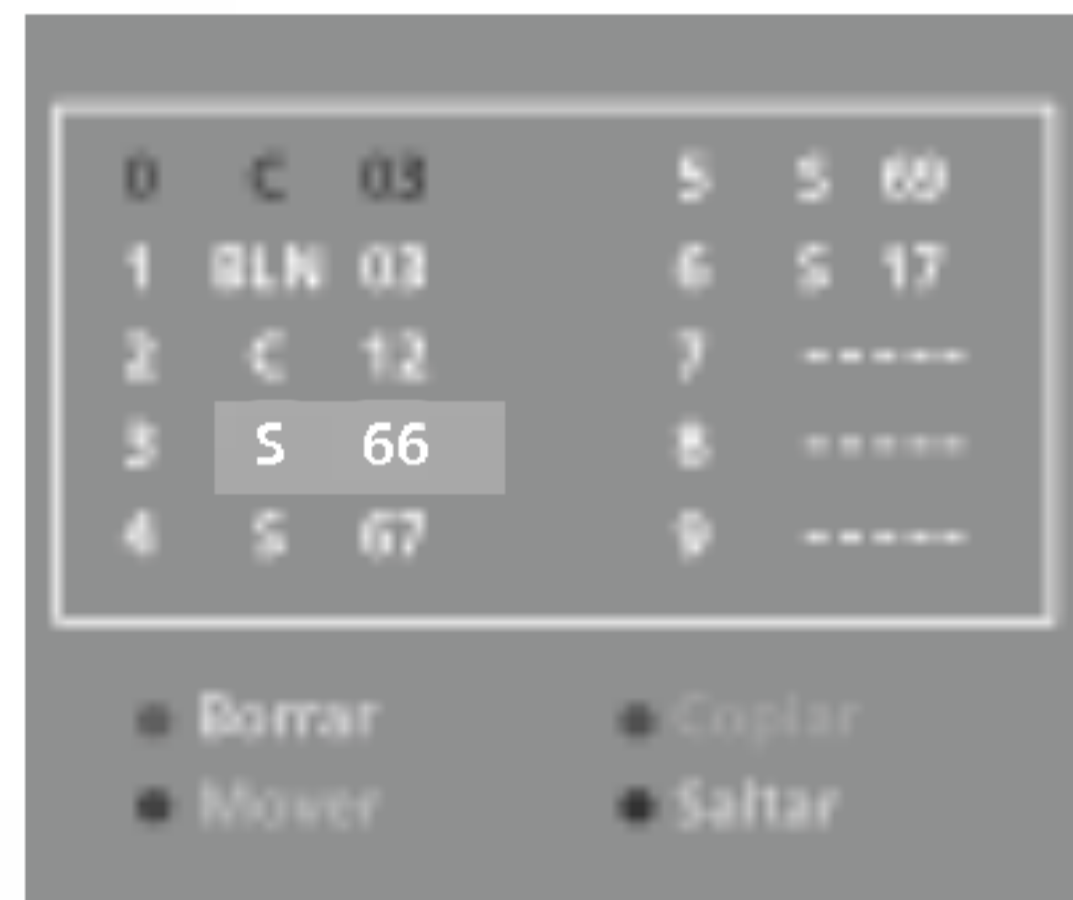 0 C 03
1 BLN 03
2 C 12
3 S 66
4 S 67
5 S 69
6 S 17
7 -----
8 -----
9 -----
Borrar
Mover
Copiar
Saltar